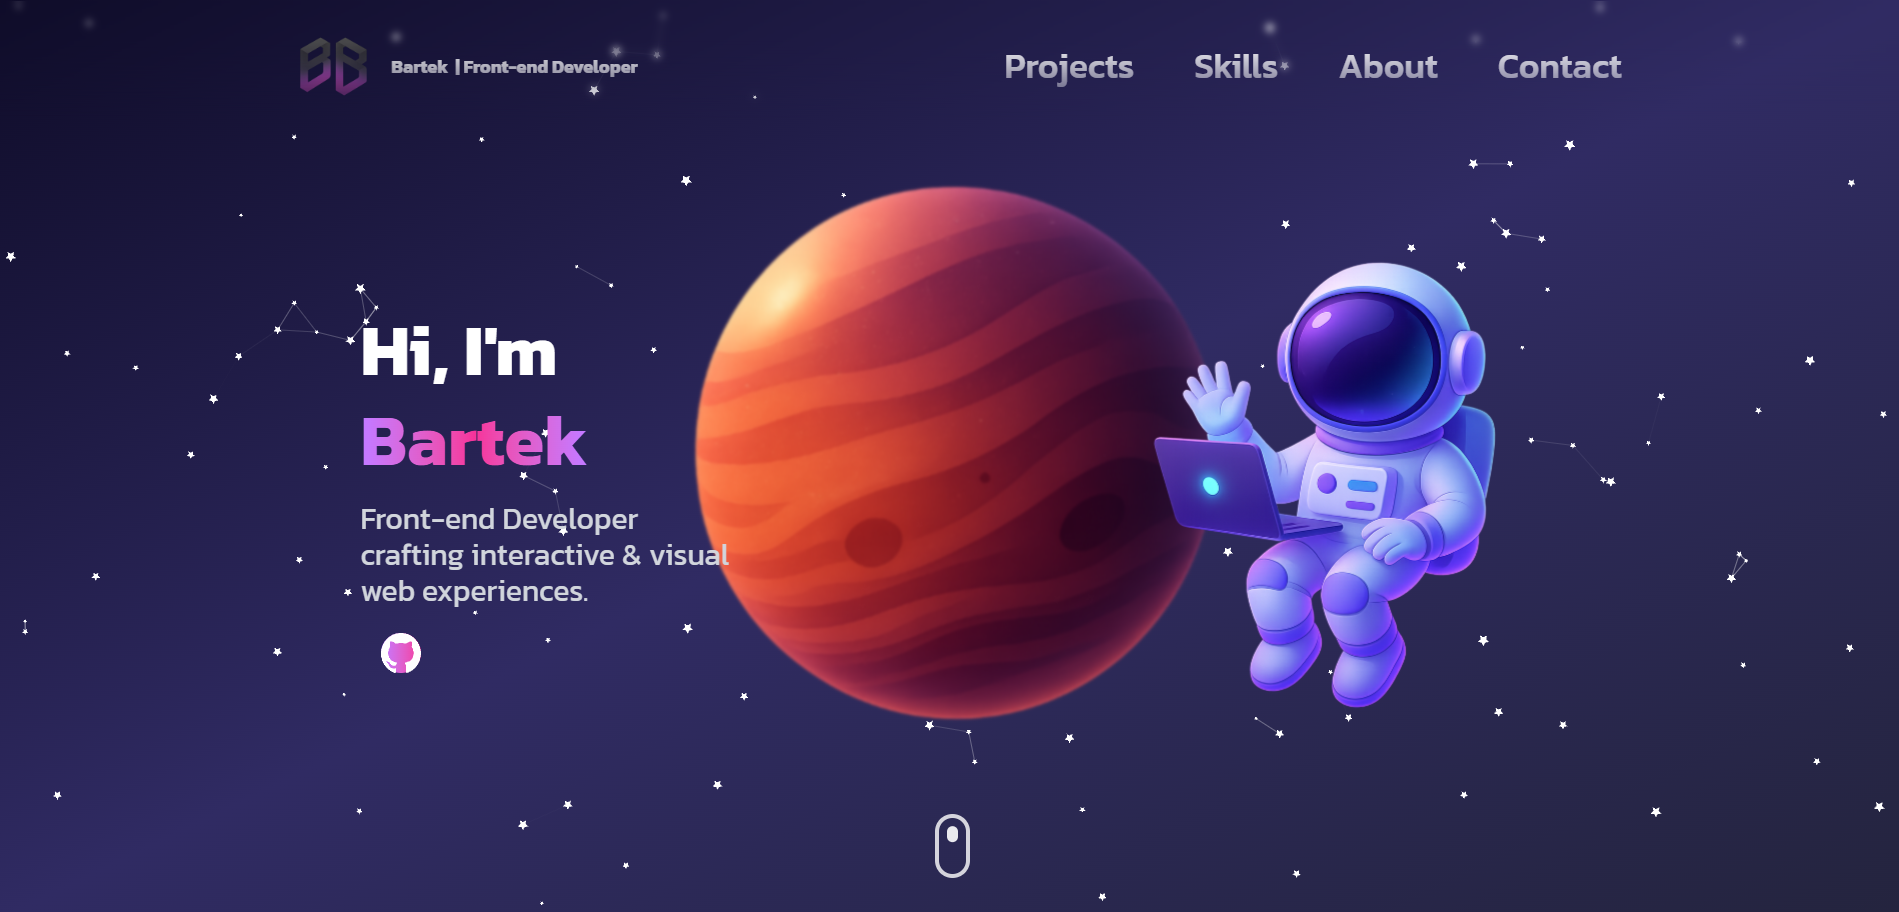 BB
Bartek | Front-end Developer
Projects
Skills
About
Contact
Hi, I'm
Bartek
Front-end Developer
crafting interactive & visual
web experiences.